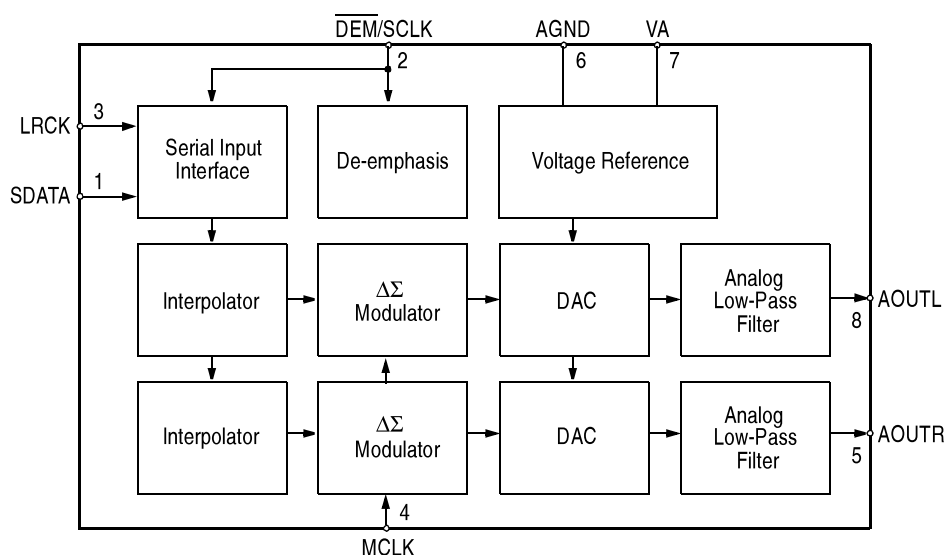 DEM/SCLK
AGND
VA
2
6
7
LRCK
3
SDATA
1
Serial Input
Interface
De-emphasis
Voltage Reference
Interpolator
ΔΣ
Modulator
DAC
Analog
Low-Pass
Filter
8
AOUTL
Interpolator
ΔΣ
Modulator
DAC
Analog
Low-Pass
Filter
5
AOUTR
4
MCLK